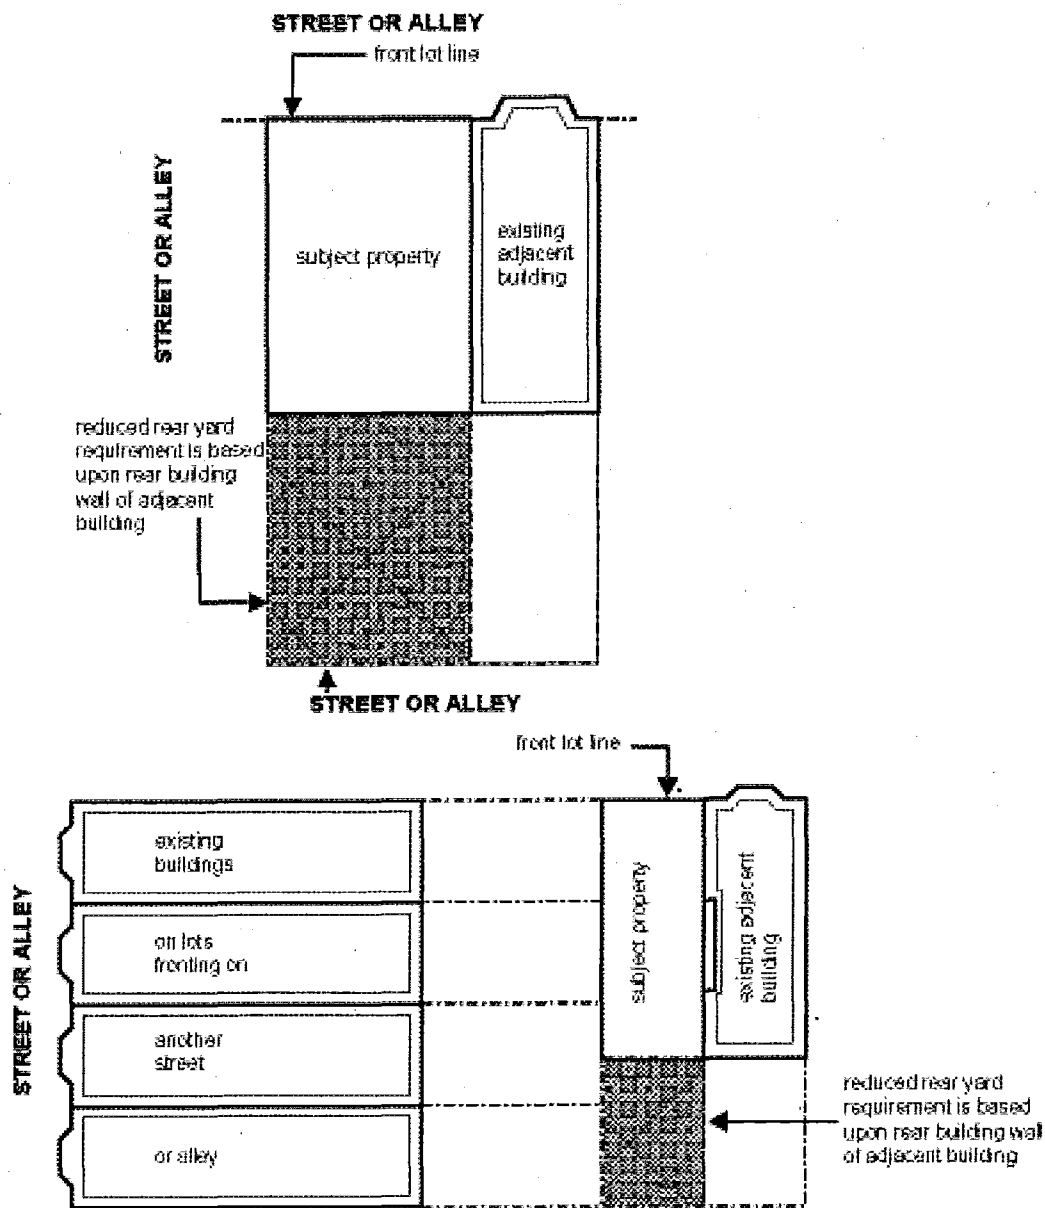 STREET OR ALLEY
front lot line
STREET OR ALLEY
subject property
existing
adjacent
building
reduced rear yard
requirement is based
upon rear building
wall of adjacent
building
STREET OR ALLEY
front lot line
STREET OR ALLEY
existing
buildings
on lots
fronting on
another
street
or alley
subject property
existing adjacent
building
reduced rear yard
requirement is based
upon rear building wall
of adjacent building